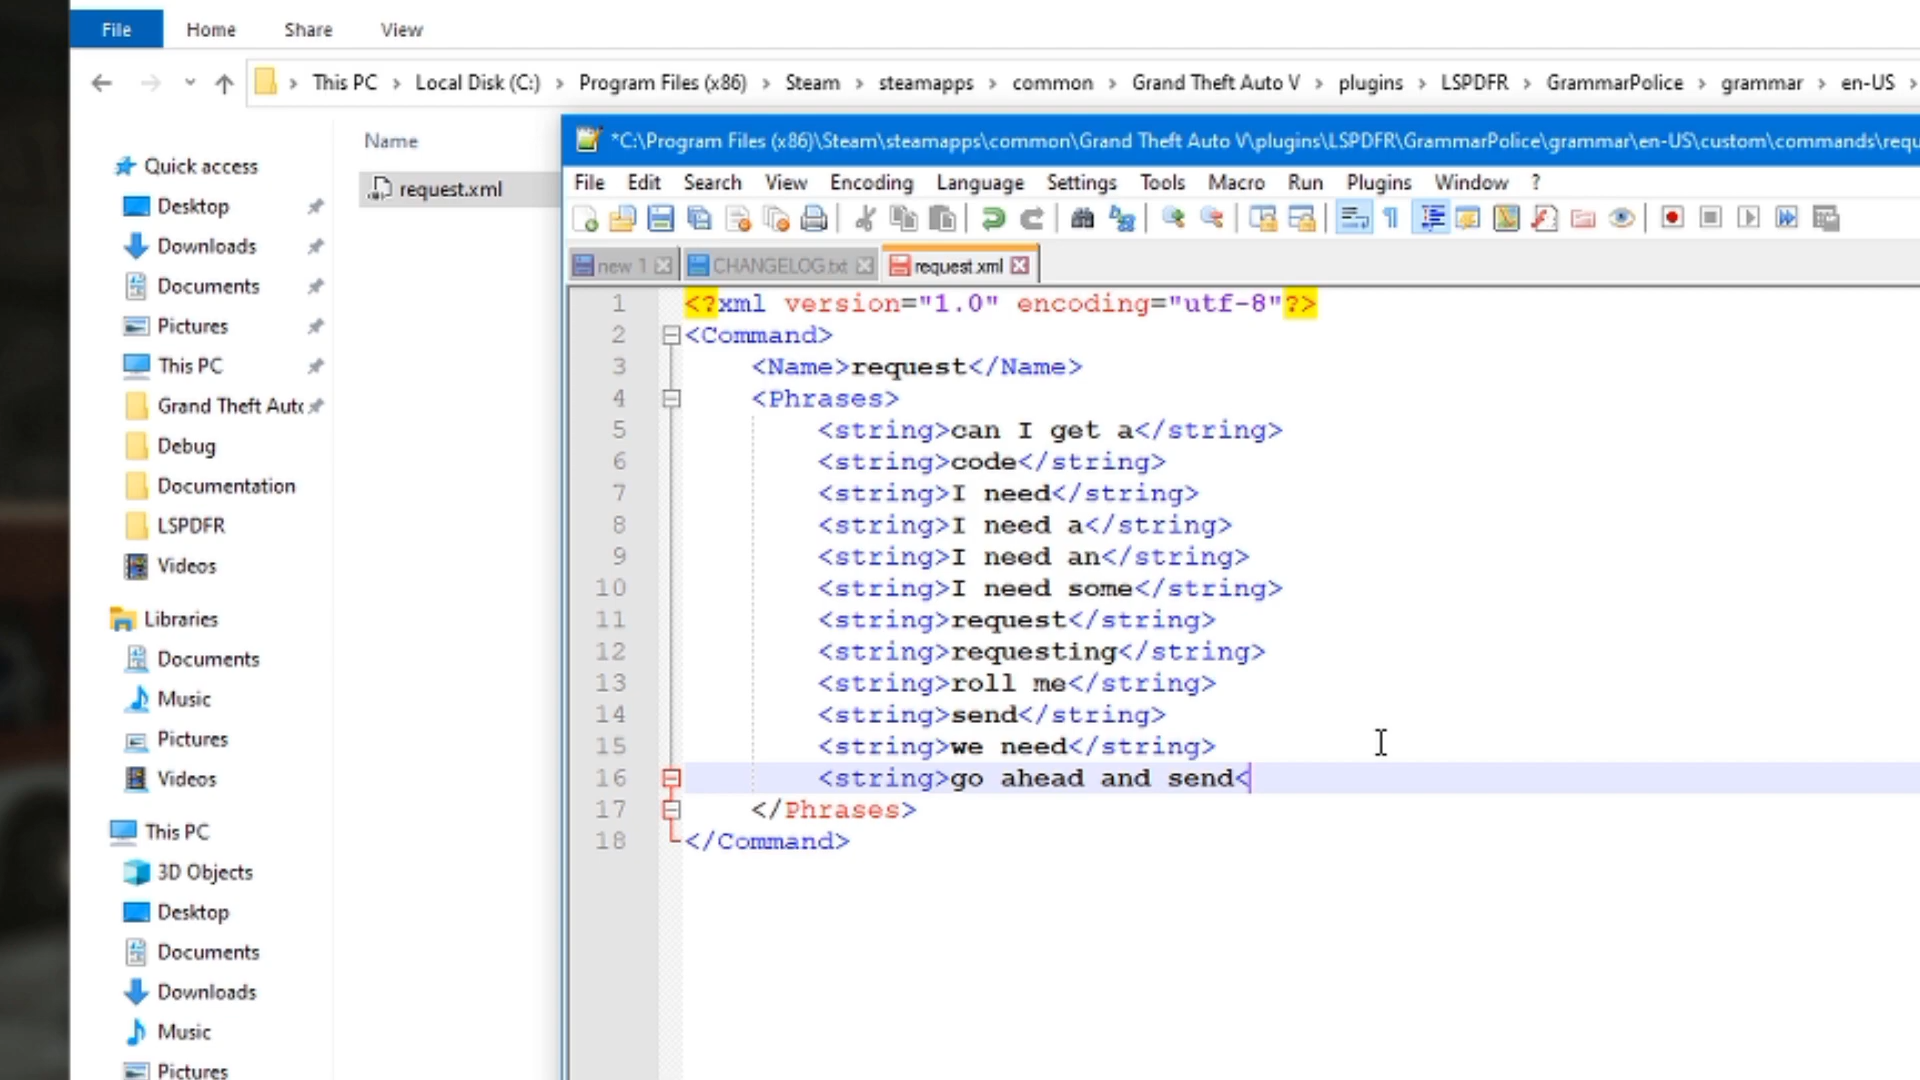 File Home Share View
This PC Local Disk (C:) Program Files (x86) Steam steamapps common Grand Theft Auto V plugins LSPDFR GrammarPolice grammar en-US
Name
request.xml
Quick access
Desktop
Downloads
Documents
Pictures
This PC
Grand Theft Auto
Debug
Documentation
LSPDFR
Videos
Libraries
Documents
Music
Pictures
Videos
This PC
3D Objects
Desktop
Documents
Downloads
Music
Pictures
*C:\Program Files (x86)\Steam\steamapps\common\Grand Theft Auto V\plugins\LSPDFR\GrammarPolice\grammar\en-US\custom\commands\requ
File Edit Search View Encoding Language Settings Tools Macro Run Plugins Window ?
new 1 CHANGELOG.txt request.xml
1 <?xml version="1.0" encoding="utf-8"?>
2 <Command>
3 <Name>request</Name>
4 <Phrases>
5 <string>can I get a</string>
6 <string>code</string>
7 <string>I need</string>
8 <string>I need a</string>
9 <string>I need an</string>
10 <string>I need some</string>
11 <string>request</string>
12 <string>requesting</string>
13 <string>roll me</string>
14 <string>send</string>
15 <string>we need</string>
16 <string>go ahead and send<
17 </Phrases>
18 </Command>